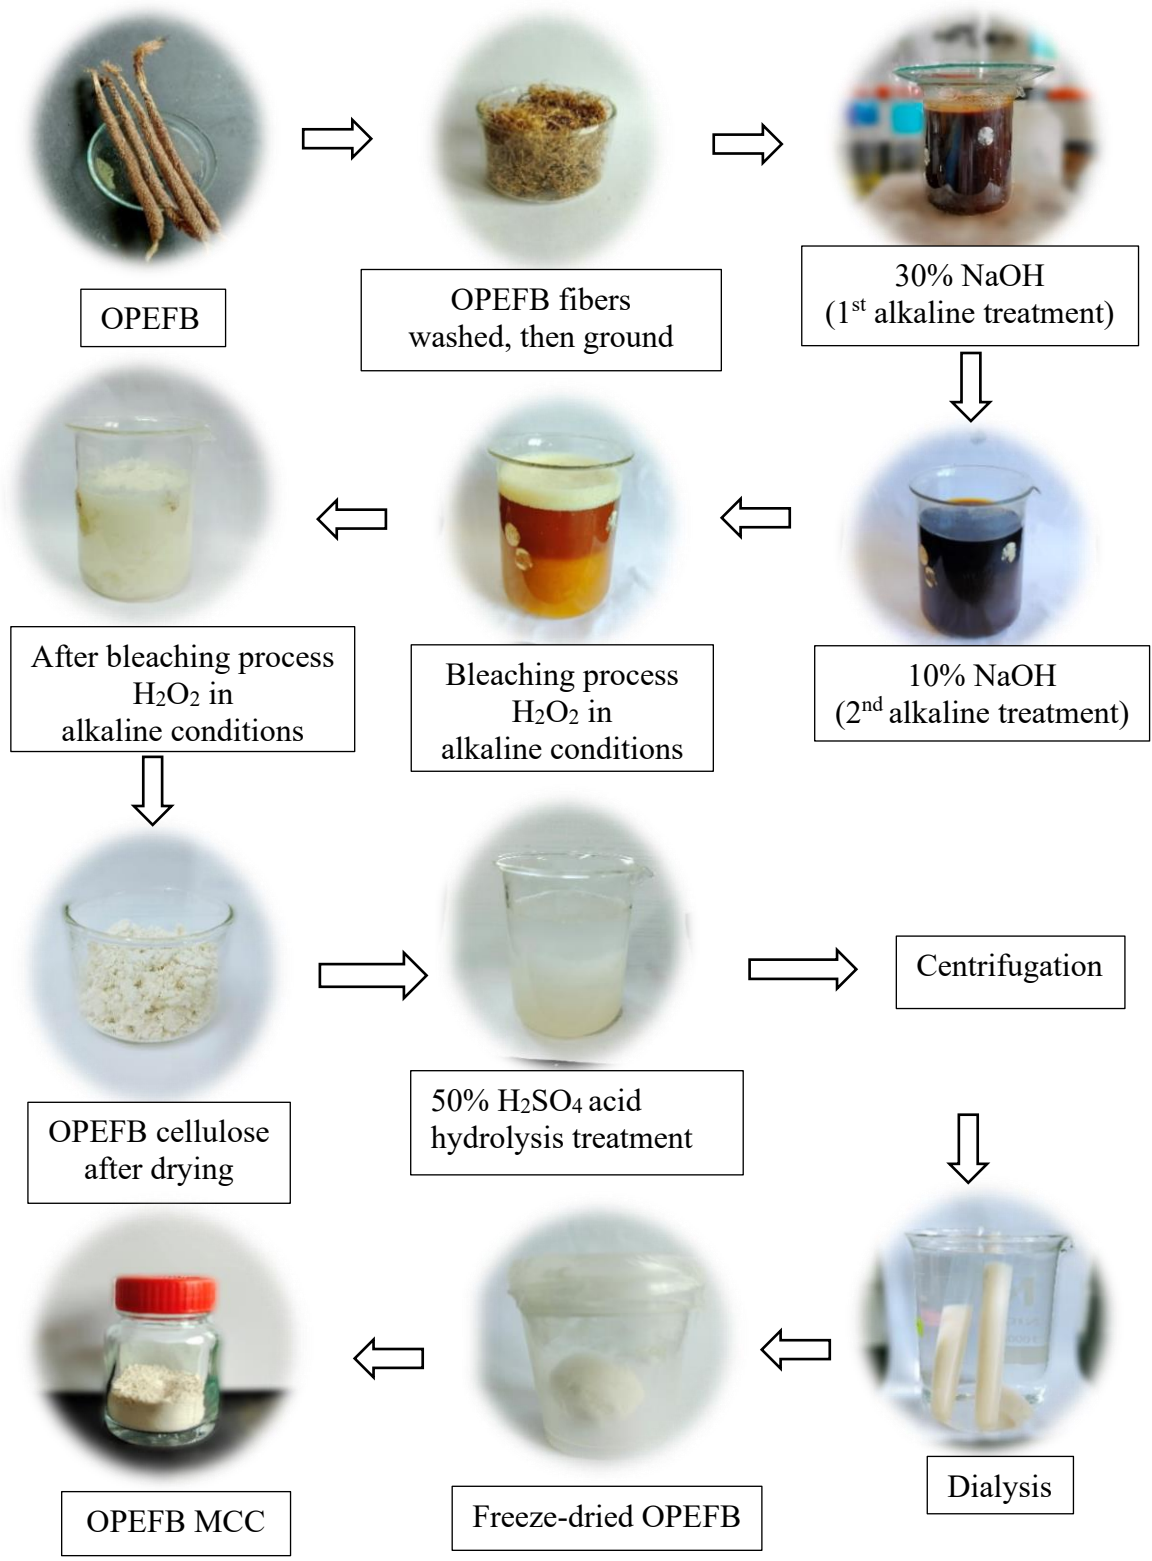 OPEFB
OPEFB fibers
washed, then ground
30% NaOH
(1st alkaline treatment)
10% NaOH
(2nd alkaline treatment)
Bleaching process
H2O2 in
alkaline conditions
After bleaching process
H2O2 in
alkaline conditions
OPEFB cellulose
after drying
50% H2SO4 acid
hydrolysis treatment
Centrifugation
Dialysis
Freeze-dried OPEFB
OPEFB MCC